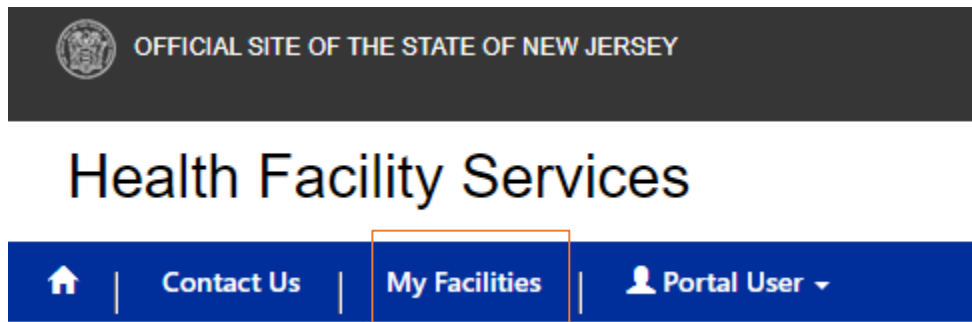 OFFICIAL SITE OF THE STATE OF NEW JERSEY
Health Facility Services
| Contact Us | My Facilities | Portal User